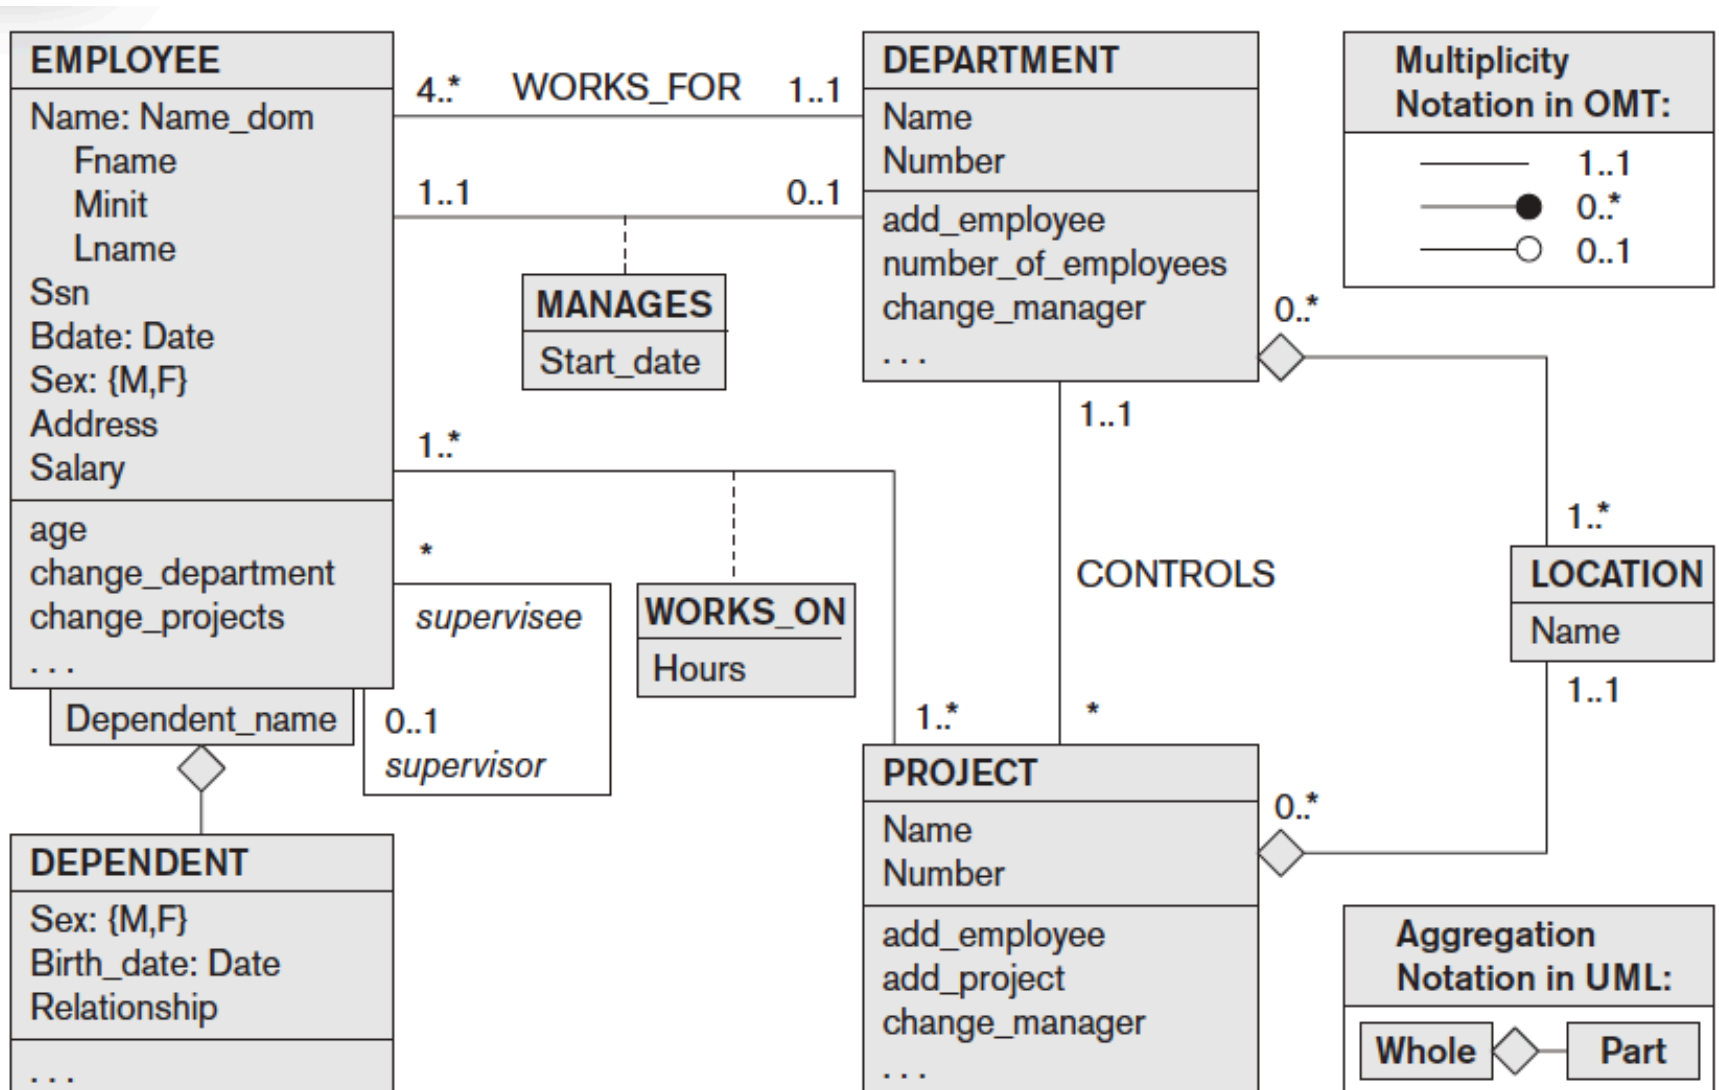 EMPLOYEE
Name: Name_dom
Fname
Minit
Lname
Ssn
Bdate: Date
Sex: {M,F}
Address
Salary
age
change_department
change_projects
. . .
Dependent_name
DEPENDENT
Sex: {M,F}
Birth_date: Date
Relationship
. . .
4..* WORKS_FOR 1..1
1..1 0..1
MANAGES
Start_date
1..*
*
supervisee
0..1
supervisor
WORKS_ON
Hours
1..*
DEPARTMENT
Name
Number
add_employee
number_of_employees
change_manager
. . .
0..*
1..1
CONTROLS
*
PROJECT
Name
Number
add_employee
add_project
change_manager
. . .
0..*
1..*
LOCATION
Name
1..1
Multiplicity
Notation in OMT:
1..1
0..*
0..1
Aggregation
Notation in UML:
Whole Part